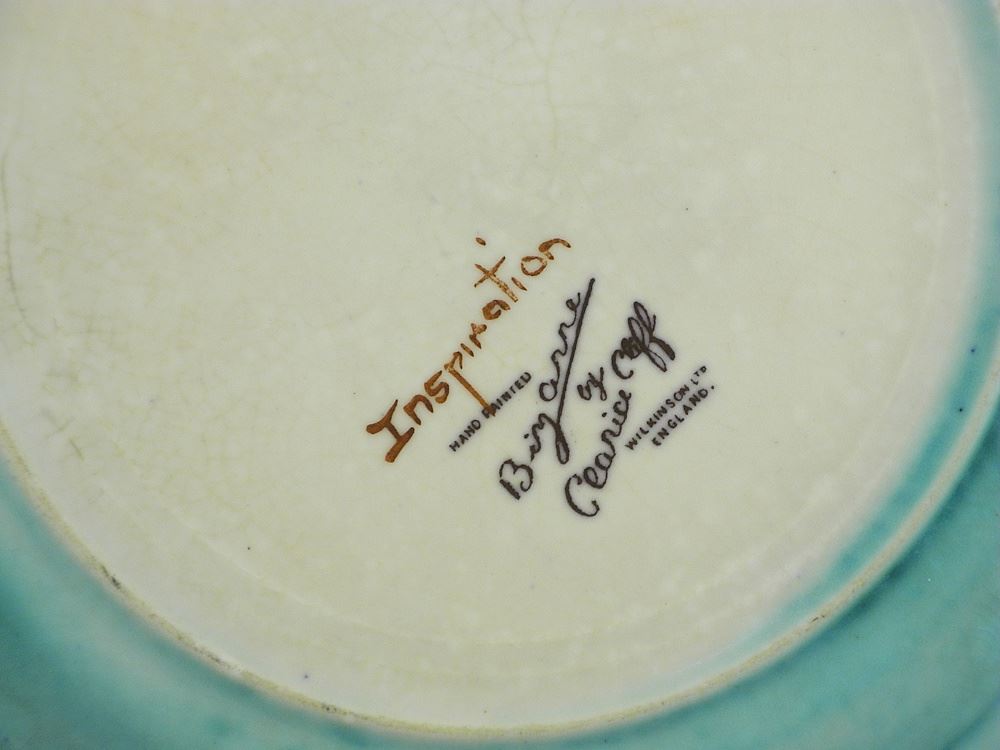 Inspiration
HAND PAINTED
Bizarre
by
Clarice Cliff
WILKINSON LTD
ENGLAND.